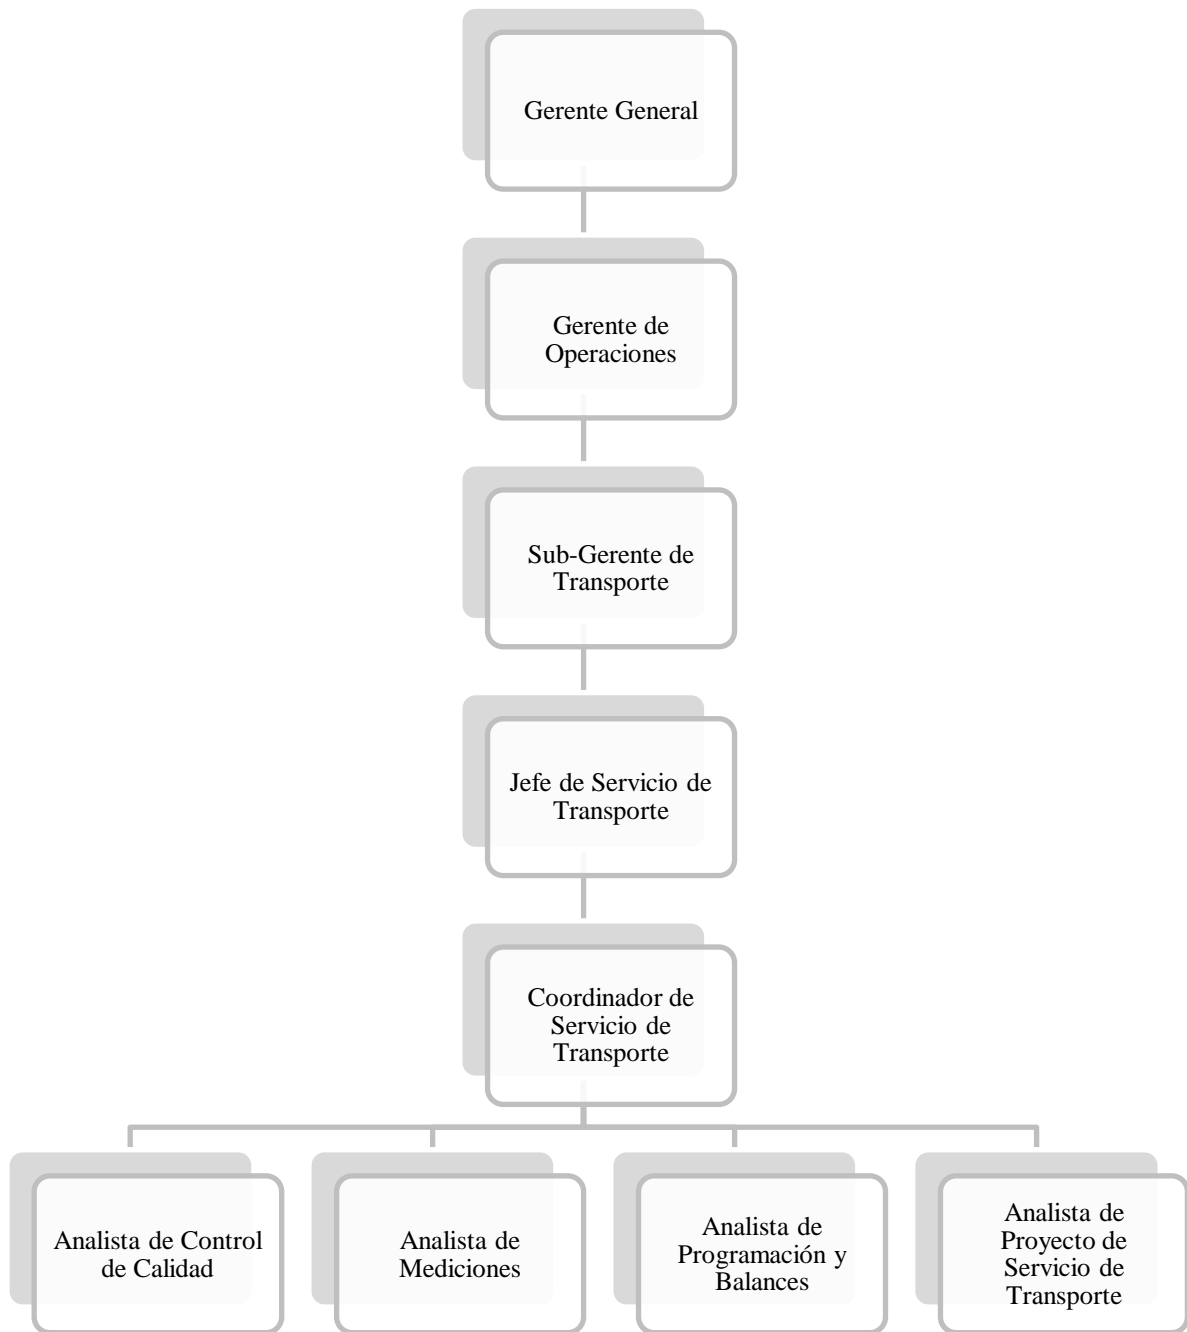 Gerente General
Gerente de
Operaciones
Sub-Gerente de
Transporte
Jefe de Servicio de
Transporte
Coordinador de
Servicio de
Transporte
Analista de Control
de Calidad
Analista de
Mediciones
Analista de
Programación y
Balances
Analista de
Proyecto de
Servicio de
Transporte